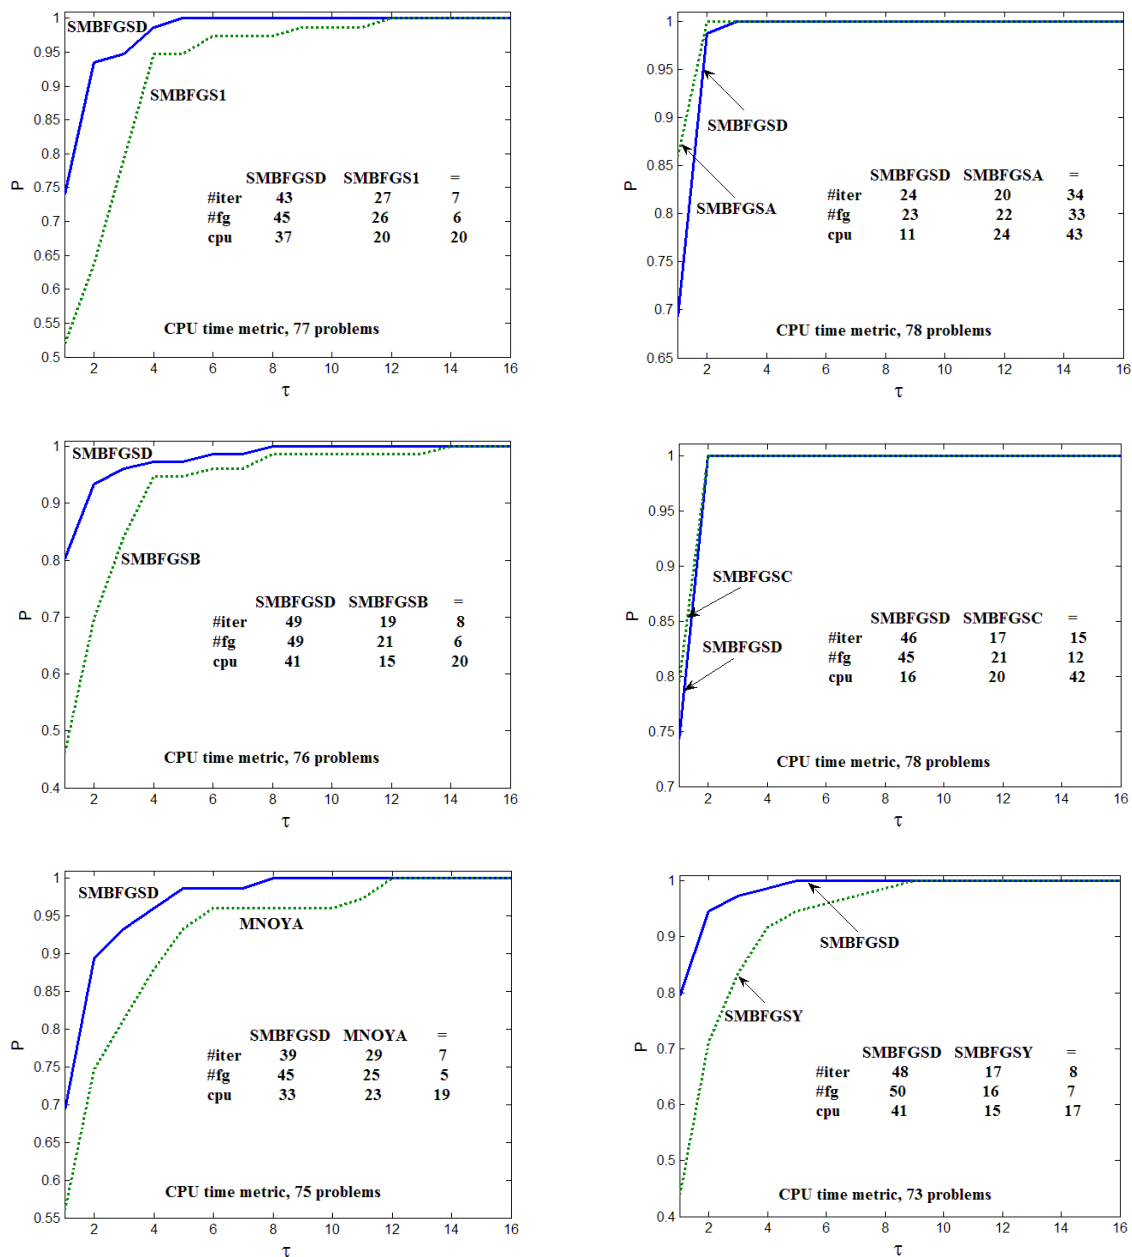 1
SMBFGSD
0.95
0.9
SMBFGS1
0.85
0.8
P
0.75
SMBFGSD SMBFGS1 =
#iter 43 27 7
0.7
#fg 45 26 6
0.65
cpu 37 20 20
0.6
0.55
CPU time metric, 77 problems
0.5
2 4 6 8 10 12 14 16
τ
1
0.95
SMBFGSD
0.9
0.85
P
SMBFGSA
0.8
SMBFGSD SMBFGSA =
#iter 24 20 34
#fg 23 22 33
cpu 11 24 43
0.75
0.7
CPU time metric, 78 problems
0.65
2 4 6 8 10 12 14 16
τ
1
SMBFGSD
0.9
0.8
SMBFGSB
P
0.7
SMBFGSD SMBFGSB =
#iter 49 19 8
#fg 49 21 6
cpu 41 15 20
0.6
0.5
CPU time metric, 76 problems
0.4
2 4 6 8 10 12 14 16
τ
1
0.95
0.9
SMBFGSC
0.85
P
SMBFGSD
0.8
SMBFGSD SMBFGSC =
#iter 46 17 15
#fg 45 21 12
cpu 16 20 42
0.75
CPU time metric, 78 problems
0.7
2 4 6 8 10 12 14 16
τ
1
SMBFGSD
0.95
MNOYA
0.9
0.85
0.8
P
0.75
SMBFGSD MNOYA =
#iter 39 29 7
#fg 45 25 5
cpu 33 23 19
0.7
0.65
0.6
CPU time metric, 75 problems
0.55
2 4 6 8 10 12 14 16
τ
1
0.9
SMBFGSD
0.8
SMBFGSY
0.7
P
SMBFGSD SMBFGSY =
#iter 48 17 8
#fg 50 16 7
cpu 41 15 17
0.6
0.5
CPU time metric, 73 problems
0.4
2 4 6 8 10 12 14 16
τ